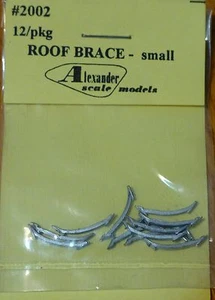 #2002
12/pkg
ROOF BRACE - small
Alexander
scale models